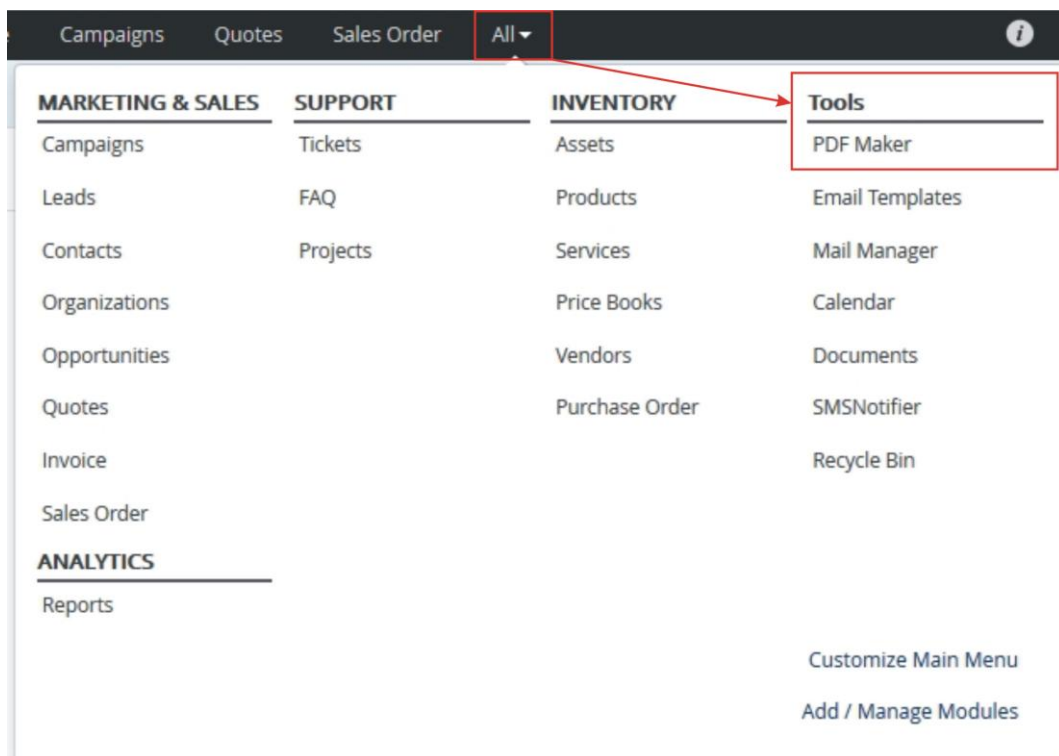 Campaigns Quotes Sales Order All
MARKETING & SALES SUPPORT INVENTORY Tools
Campaigns Tickets Assets PDF Maker
Leads FAQ Products Email Templates
Contacts Projects Services Mail Manager
Organizations Price Books Calendar
Opportunities Vendors Documents
Quotes Purchase Order SMSNotifier
Invoice Recycle Bin
Sales Order
ANALYTICS
Reports
Customize Main Menu
Add / Manage Modules